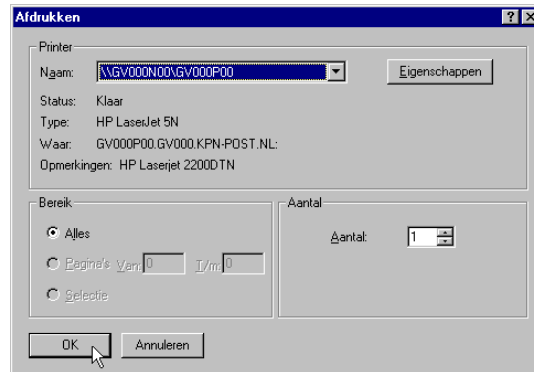 Afdrukken
Printer
Naam: \\GV000N00\GV000P00 Eigenschappen
Status: Klaar
Type: HP LaserJet 5N
Waar: GV000P00.GV000.KPN-POST.NL:
Opmerkingen: HP Laserjet 2200DTN
Bereik Aantal
Alles Aantal: 1
Pagina's Van: 0 T/m: 0
Selectie
OK Annuleren